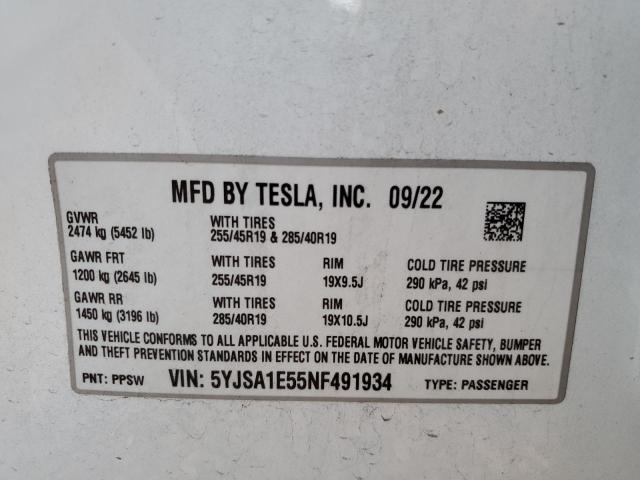 MFD BY TESLA, INC. 09/22
GVWR
2474 kg (5452 lb)
WITH TIRES
255/45R19 & 285/40R19
GAWR FRT
1200 kg (2645 lb)
WITH TIRES
255/45R19
RIM
19X9.5J
COLD TIRE PRESSURE
290 kPa, 42 psi
GAWR RR
1450 kg (3196 lb)
WITH TIRES
285/40R19
RIM
19X10.5J
COLD TIRE PRESSURE
290 kPa, 42 psi
THIS VEHICLE CONFORMS TO ALL APPLICABLE U.S. FEDERAL MOTOR VEHICLE SAFETY, BUMPER
AND THEFT PREVENTION STANDARDS IN EFFECT ON THE DATE OF MANUFACTURE SHOWN ABOVE.
PNT: PPSW VIN: 5YJSA1E55NF491934 TYPE: PASSENGER